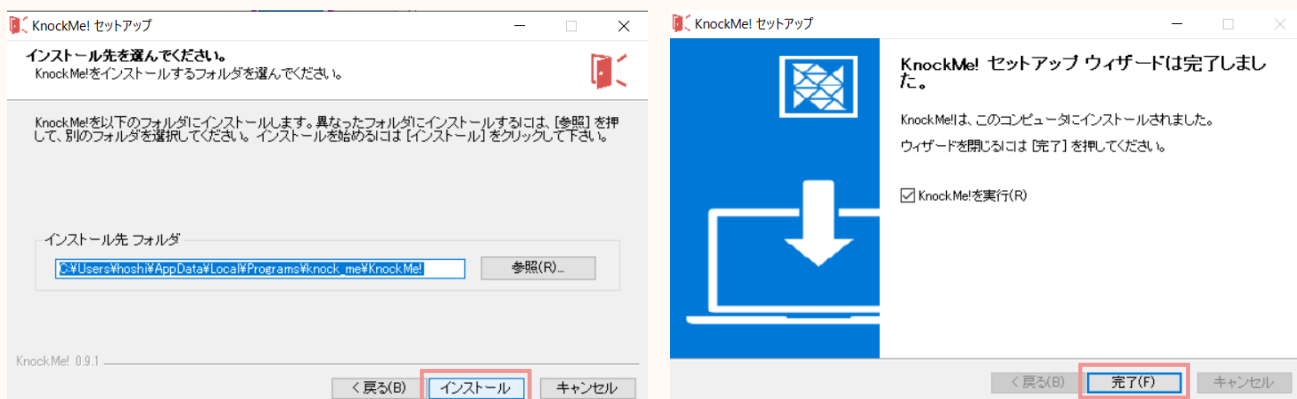 KnockMe! セットアップ
インストール先を選んでください。
KnockMe!をインストールするフォルダを選んでください。
KnockMe!を以下のフォルダにインストールします。異なったフォルダにインストールするには、[参照] を押
して、別のフォルダを選択してください。 インストールを始めるには [インストール] をクリックして下さい。
インストール先 フォルダ
C:¥Users¥hoshi¥AppData¥Local¥Programs¥knock_me¥KnockMe!
参照(R)...
KnockMe! 0.9.1
< 戻る(B)
インストール
キャンセル
KnockMe! セットアップ
KnockMe! セットアップ ウィザードは完了しまし
た。
KnockMe!は、このコンピュータにインストールされました。
ウィザードを閉じるには [完了] を押してください。
KnockMe!を実行(R)
< 戻る(B)
完了(F)
キャンセル